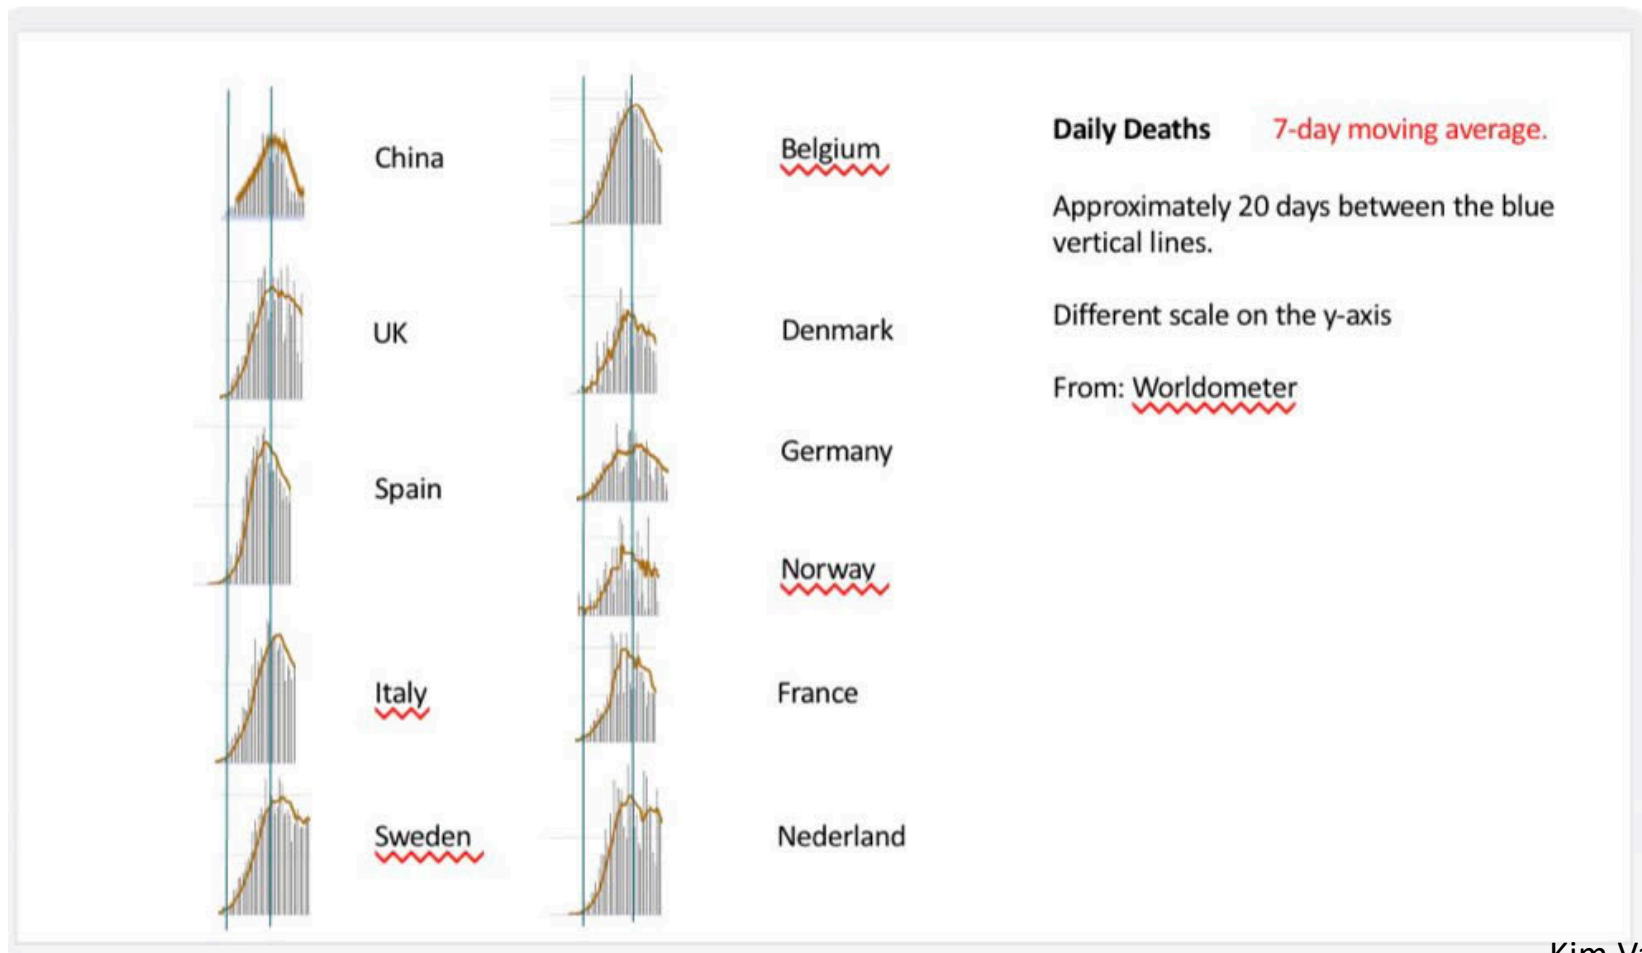 China
UK
Spain
Italy
Sweden
Belgium
Denmark
Germany
Norway
France
Nederland
Daily Deaths 7-day moving average.
Approximately 20 days between the blue
vertical lines.
Different scale on the y-axis
From: Worldometer
Kim